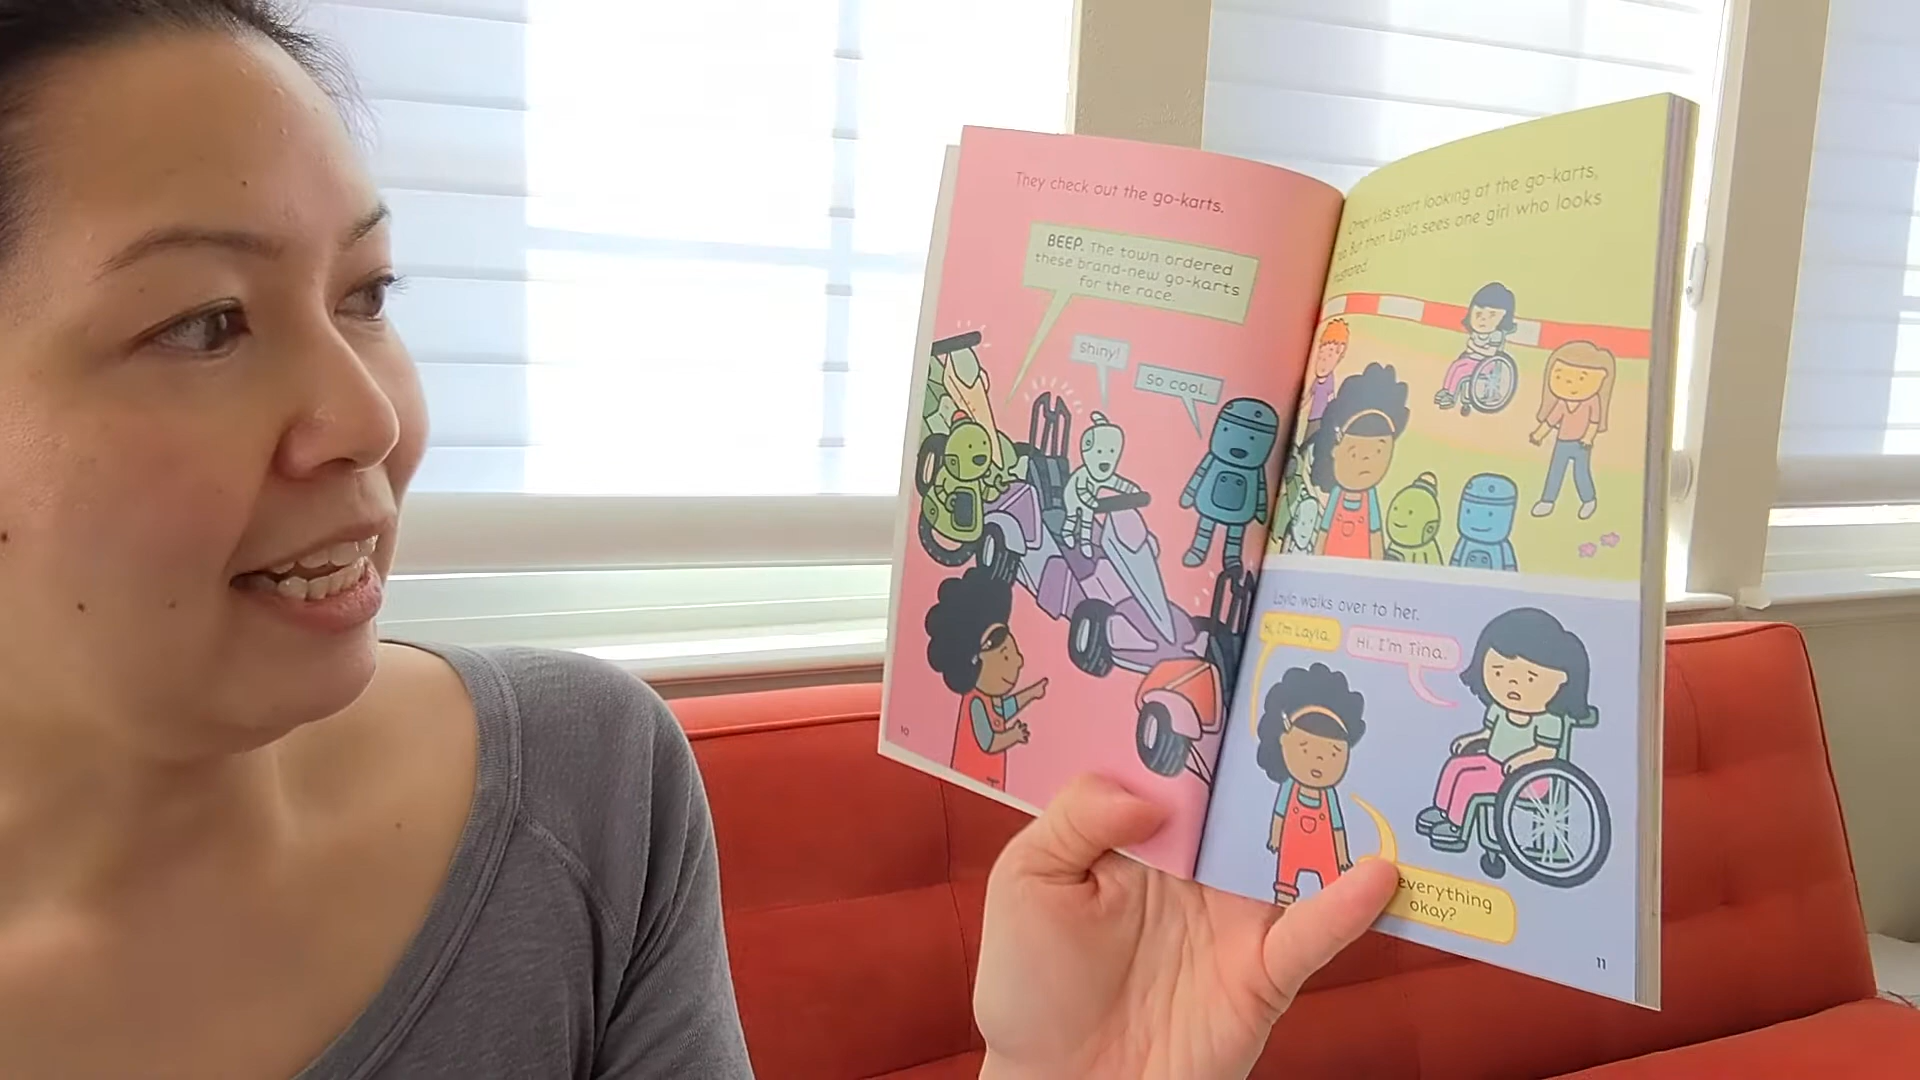 They check out the go-karts.
BEEP. The town ordered
these brand-new go-karts
for the race.
Shiny!
So cool.
10
Other kids start looking at the go-karts,
too. But then Layla sees one girl who looks
frustrated.
Layla walks over to her.
Hi, I'm Layla.
Hi, I'm Tina.
everything
okay?
11